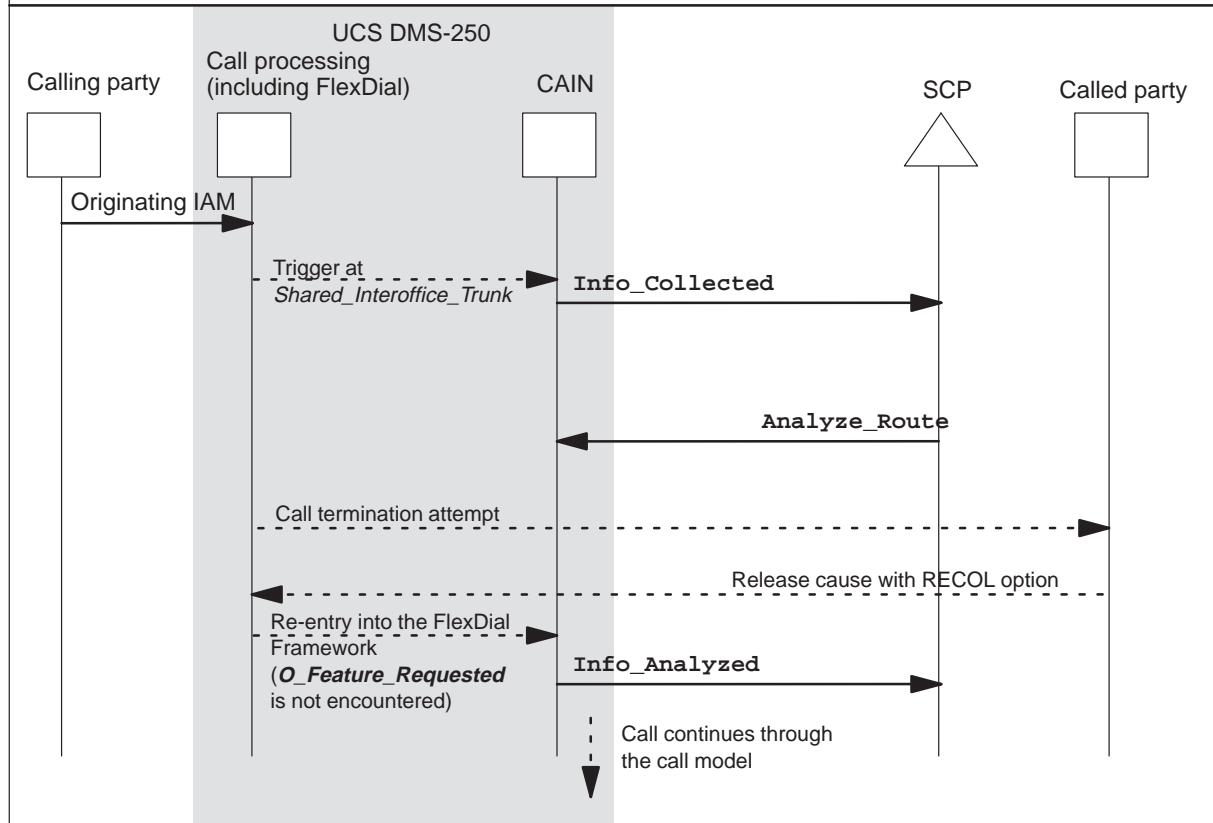 UCS DMS-250
Calling party
Call processing
(including FlexDial)
CAIN
SCP
Called party
Originating IAM
Trigger at
Shared_Interoffice_Trunk
Info_Collected
Analyze_Route
Call termination attempt
Release cause with RECOL option
Re-entry into the FlexDial
Framework
(O_Feature_Requested
is not encountered)
Info_Analyzed
Call continues through
the call model